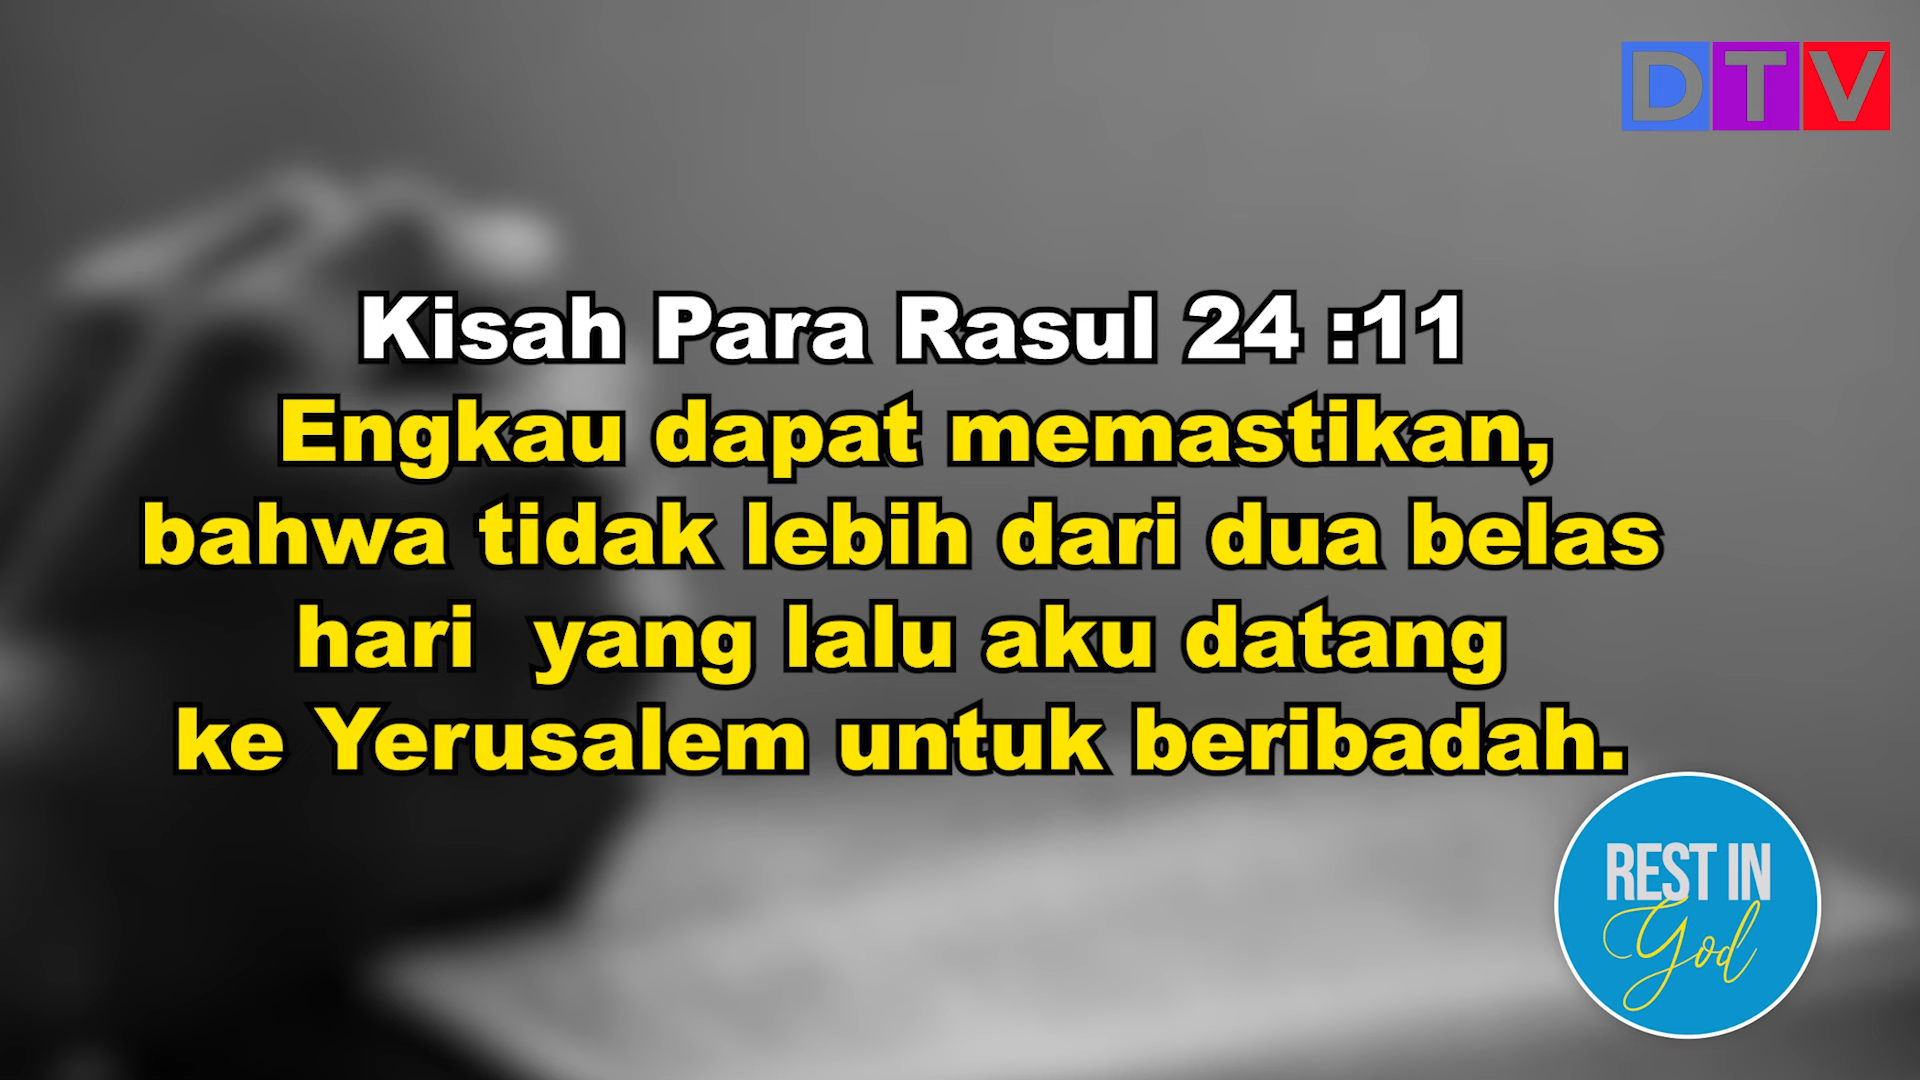 DTV
Kisah Para Rasul 24 :11
Engkau dapat memastikan,
bahwa tidak lebih dari dua belas
hari  yang lalu aku datang
ke Yerusalem untuk beribadah.
REST IN
God